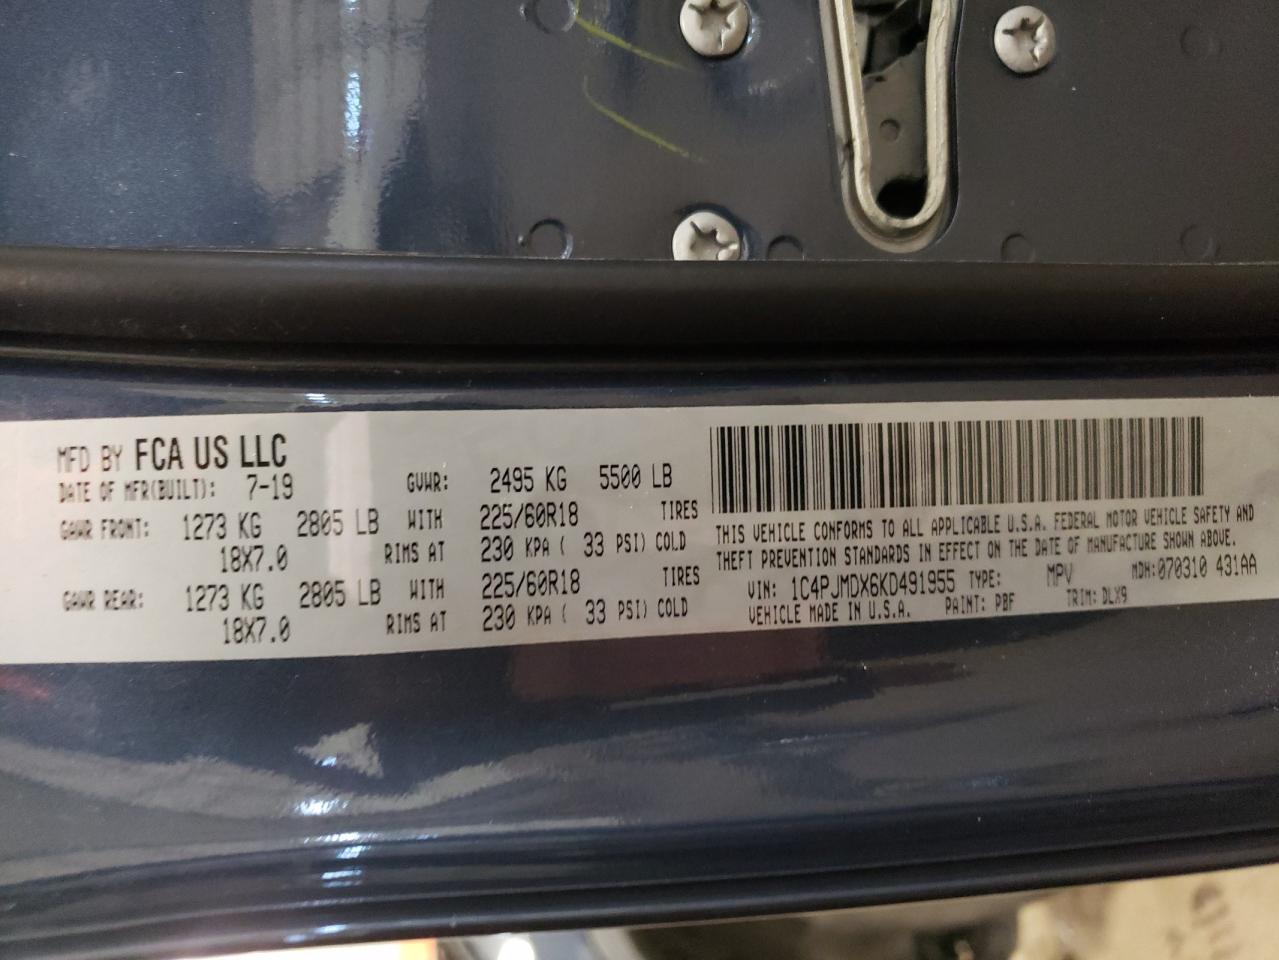 MFD BY FCA US LLC
DATE OF MFR(BUILT): 7-19 GVWR: 2495 KG 5500 LB
GAWR FRONT: 1273 KG 2805 LB WITH 225/60R18 TIRES
18X7.0 RIMS AT 230 KPA ( 33 PSI) COLD
GAWR REAR: 1273 KG 2805 LB WITH 225/60R18 TIRES
18X7.0 RIMS AT 230 KPA ( 33 PSI) COLD
THIS VEHICLE CONFORMS TO ALL APPLICABLE U.S.A. FEDERAL MOTOR VEHICLE SAFETY AND
THEFT PREVENTION STANDARDS IN EFFECT ON THE DATE OF MANUFACTURE SHOWN ABOVE.
VIN: 1C4PJMDX6KD491955 TYPE: MPV MDH:070310 431AA
VEHICLE MADE IN U.S.A. PAINT: PBF TRIM: DLX9